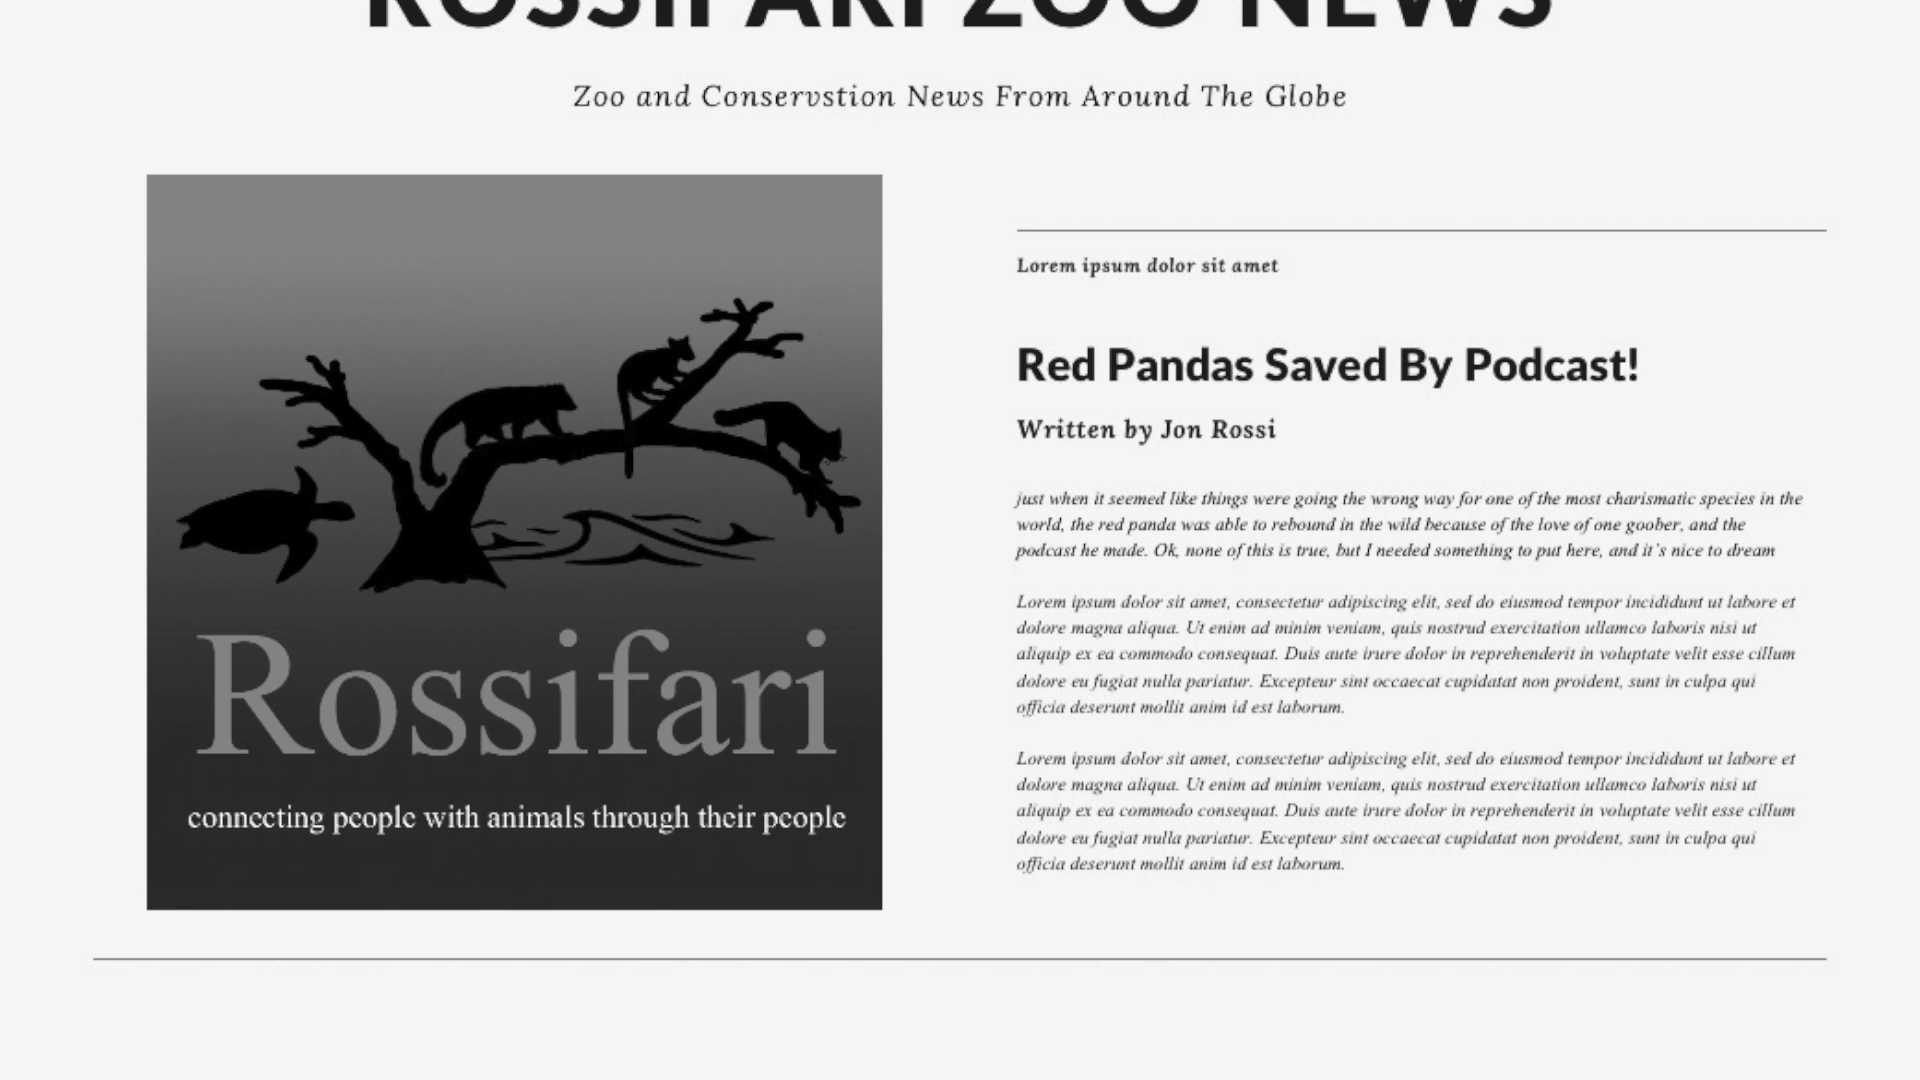 ROSSIFARI ZOO NEWS
Zoo and Conservstion News From Around The Globe
Rossifari
connecting people with animals through their people
Lorem ipsum dolor sit amet
Red Pandas Saved By Podcast!
Written by Jon Rossi
just when it seemed like things were going the wrong way for one of the most charismatic species in the
world, the red panda was able to rebound in the wild because of the love of one goober, and the
podcast he made. Ok, none of this is true, but I needed something to put here, and it's nice to dream
Lorem ipsum dolor sit amet, consectetur adipiscing elit, sed do eiusmod tempor incididunt ut labore et
dolore magna aliqua. Ut enim ad minim veniam, quis nostrud exercitation ullamco laboris nisi ut
aliquip ex ea commodo consequat. Duis aute irure dolor in reprehenderit in voluptate velit esse cillum
dolore eu fugiat nulla pariatur. Excepteur sint occaecat cupidatat non proident, sunt in culpa qui
officia deserunt mollit anim id est laborum.
Lorem ipsum dolor sit amet, consectetur adipiscing elit, sed do eiusmod tempor incididunt ut labore et
dolore magna aliqua. Ut enim ad minim veniam, quis nostrud exercitation ullamco laboris nisi ut
aliquip ex ea commodo consequat. Duis aute irure dolor in reprehenderit in voluptate velit esse cillum
dolore eu fugiat nulla pariatur. Excepteur sint occaecat cupidatat non proident, sunt in culpa qui
officia deserunt mollit anim id est laborum.